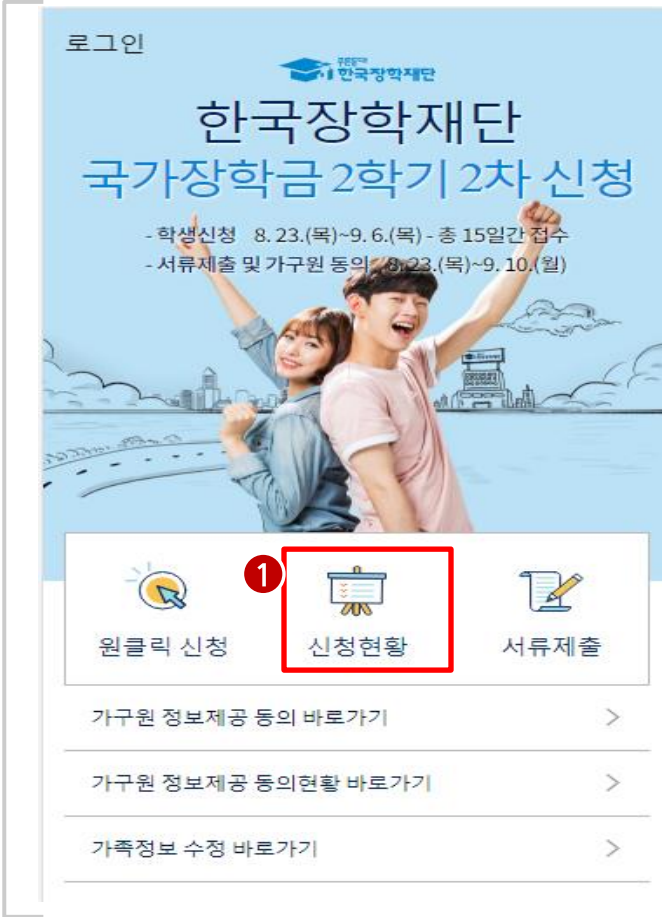 로그인
푸른등대
한국장학재단
한국장학재단
국가장학금 2학기 2차 신청
- 학생신청 8. 23.(목)~9. 6.(목) - 총 15일간 접수
- 서류제출 및 가구원 동의 8. 23.(목)~9. 10.(월)
1
원클릭 신청 신청현황 서류제출
가구원 정보제공 동의 바로가기 >
가구원 정보제공 동의현황 바로가기 >
가족정보 수정 바로가기 >